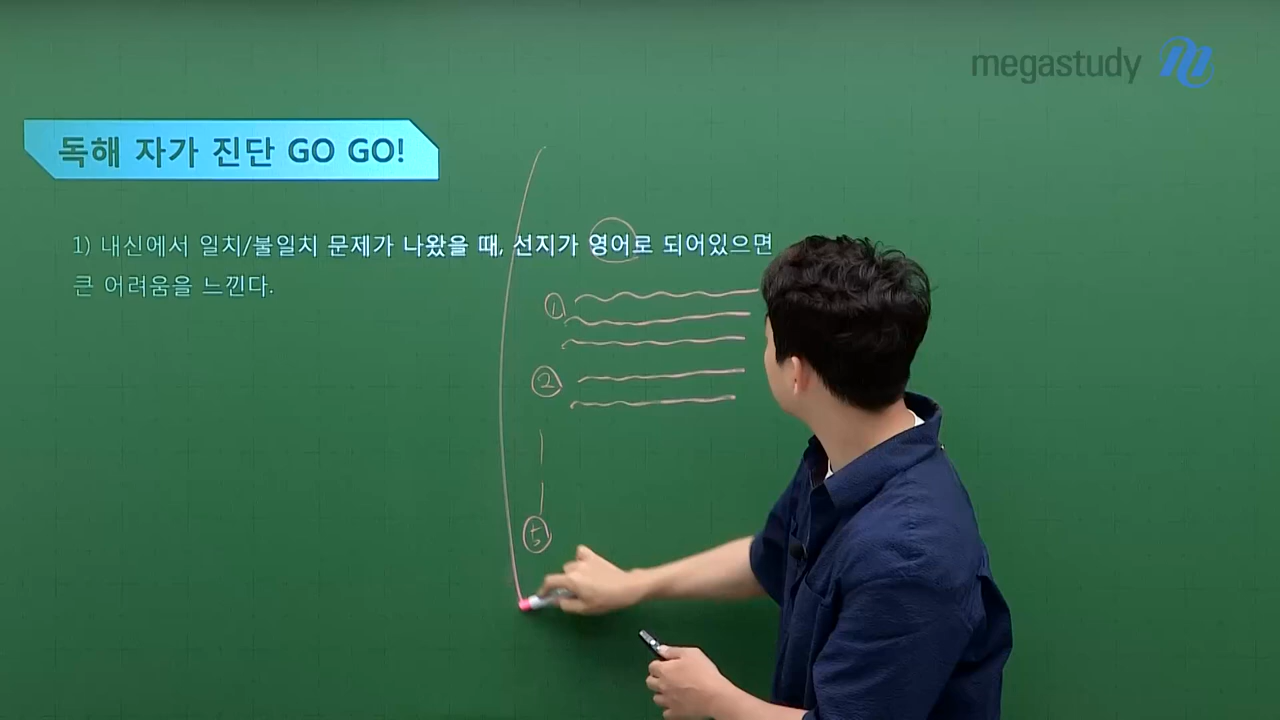 megastudy
독해 자가 진단 GO GO!
1) 내신에서 일치/불일치 문제가 나왔을 때, 선지가 영어로 되어있으면
큰 어려움을 느낀다.
①
②
⑤